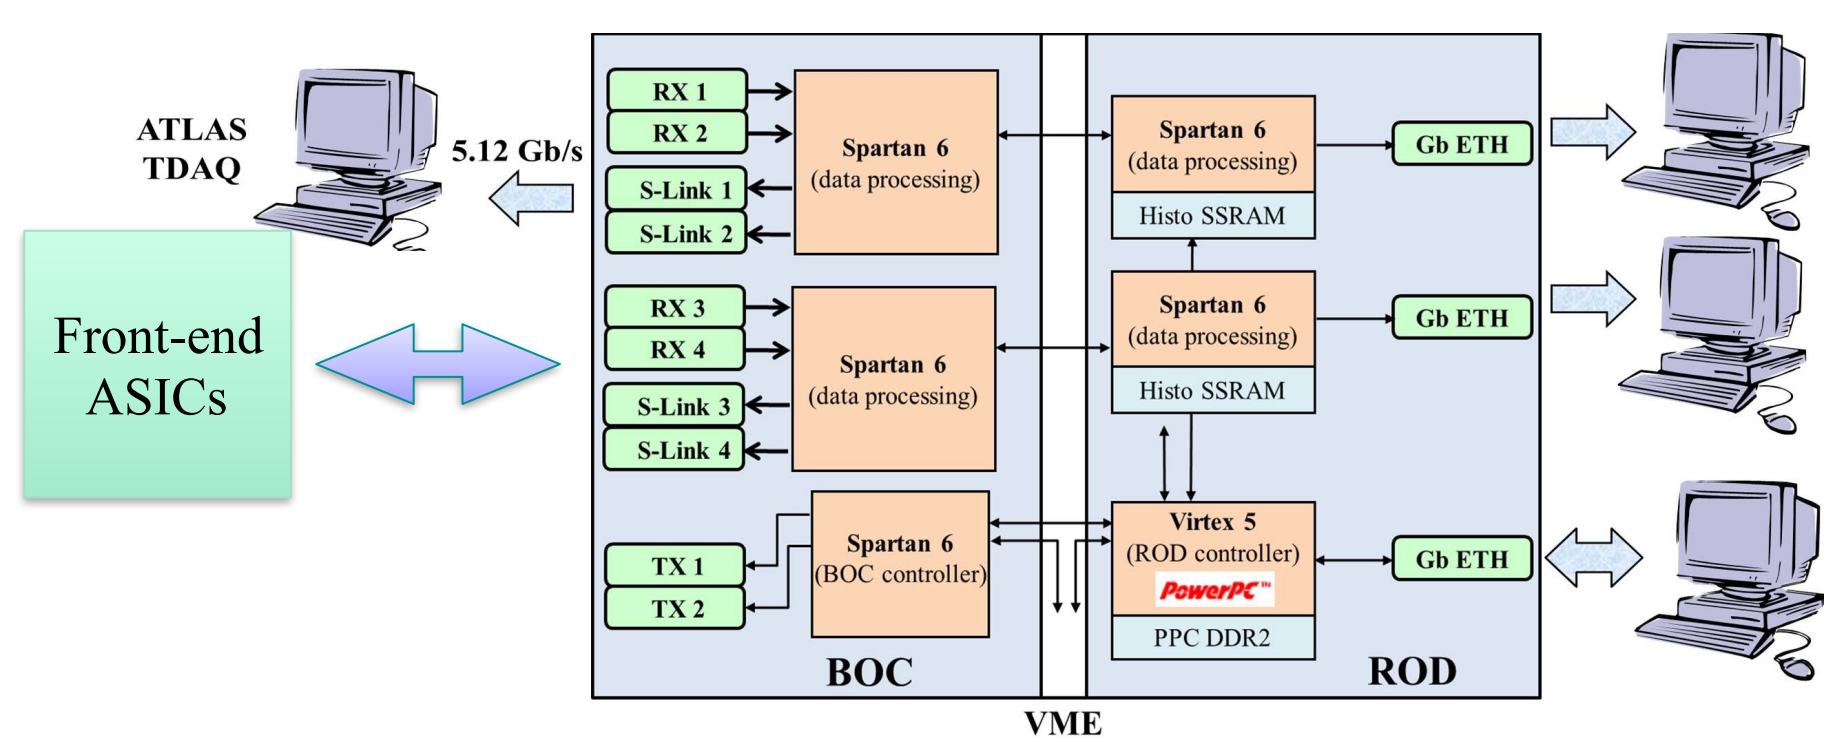 ATLAS
TDAQ
5.12 Gb/s
Front-end
ASICs
RX 1
RX 2
S-Link 1
S-Link 2
Spartan 6
(data processing)
RX 3
RX 4
S-Link 3
S-Link 4
Spartan 6
(data processing)
TX 1
TX 2
Spartan 6
(BOC controller)
BOC
Spartan 6
(data processing)
Histo SSRAM
Gb ETH
Spartan 6
(data processing)
Histo SSRAM
Gb ETH
Virtex 5
(ROD controller)
PowerPC™
PPC DDR2
Gb ETH
ROD
VME